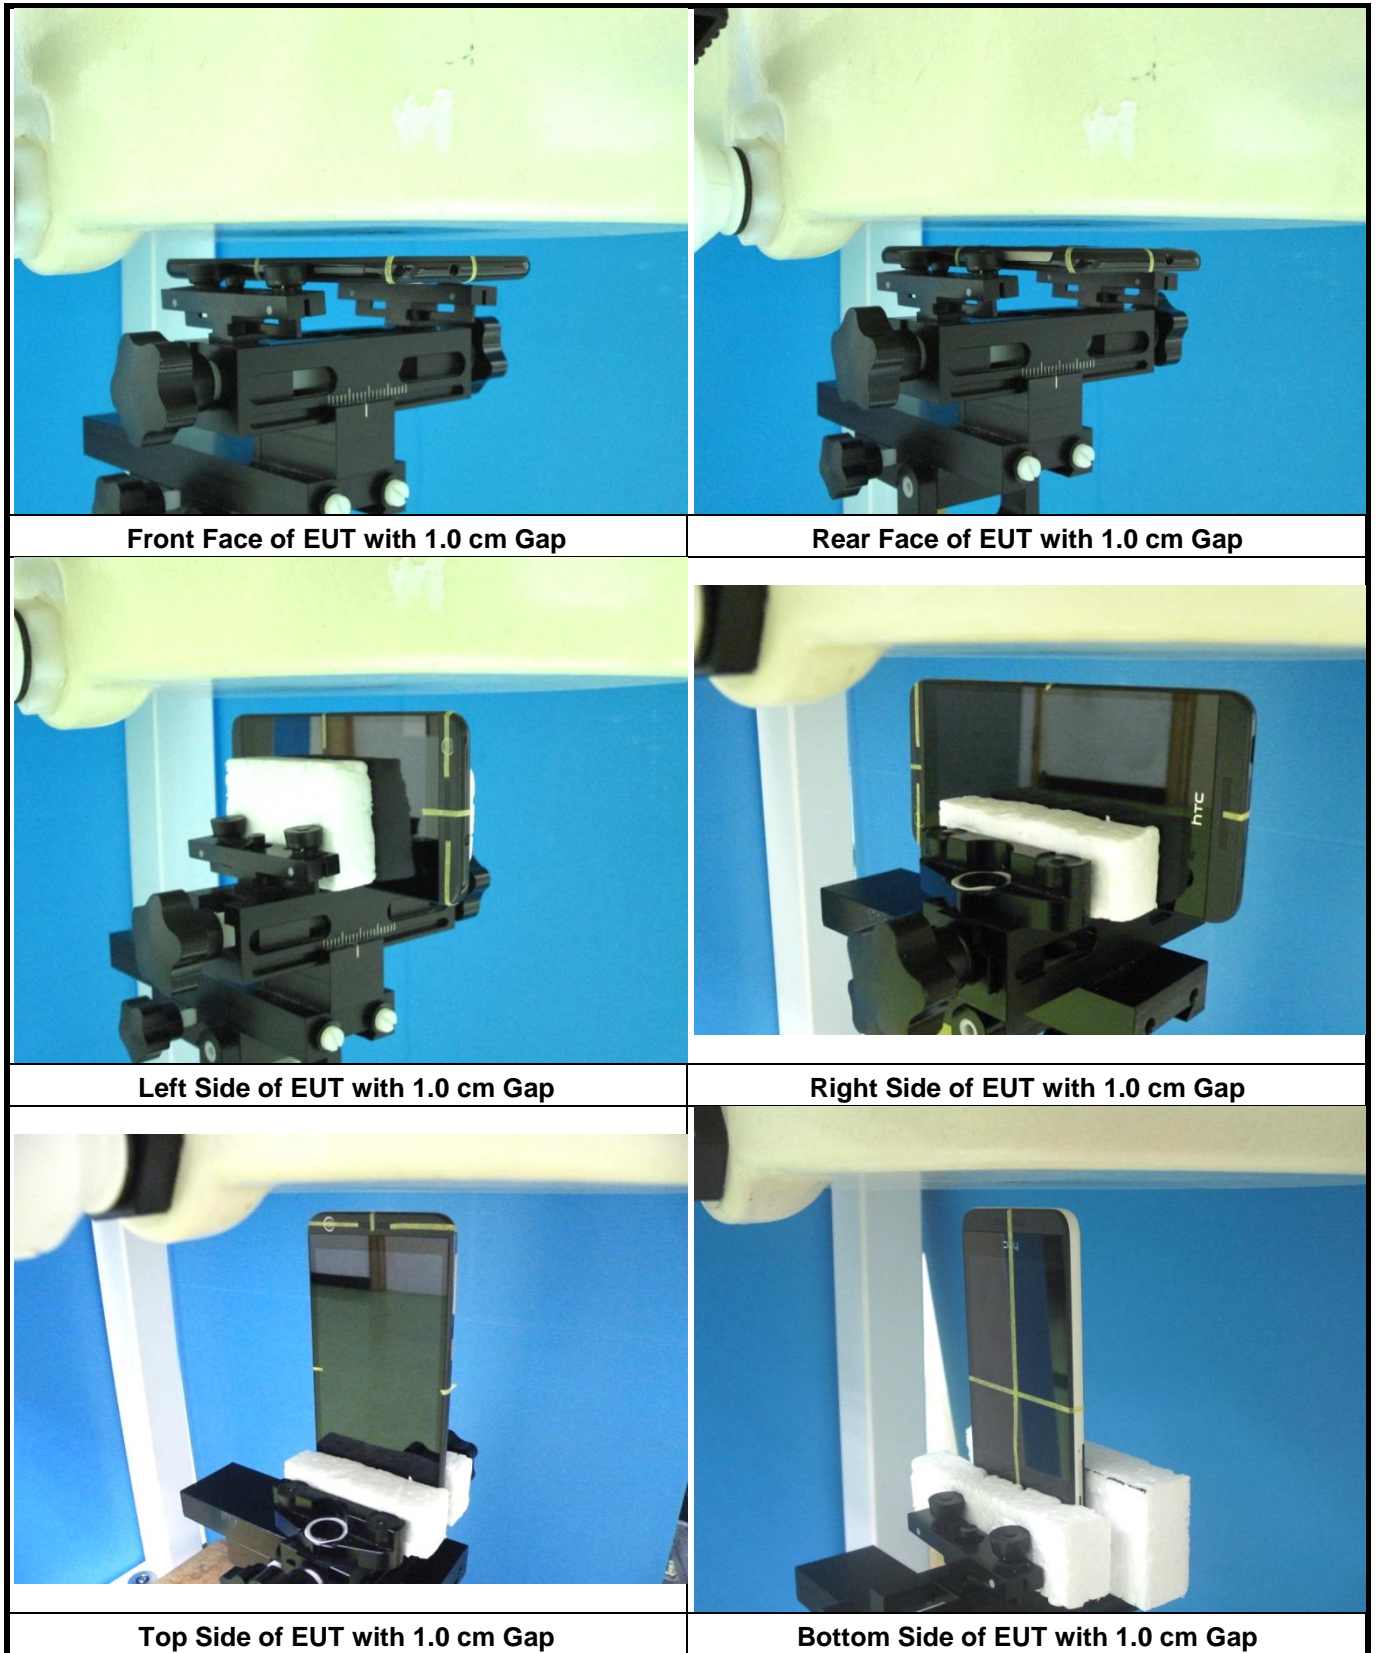 Front Face of EUT with 1.0 cm Gap
Rear Face of EUT with 1.0 cm Gap
hTC
Left Side of EUT with 1.0 cm Gap
Right Side of EUT with 1.0 cm Gap
hTC
Top Side of EUT with 1.0 cm Gap
Bottom Side of EUT with 1.0 cm Gap